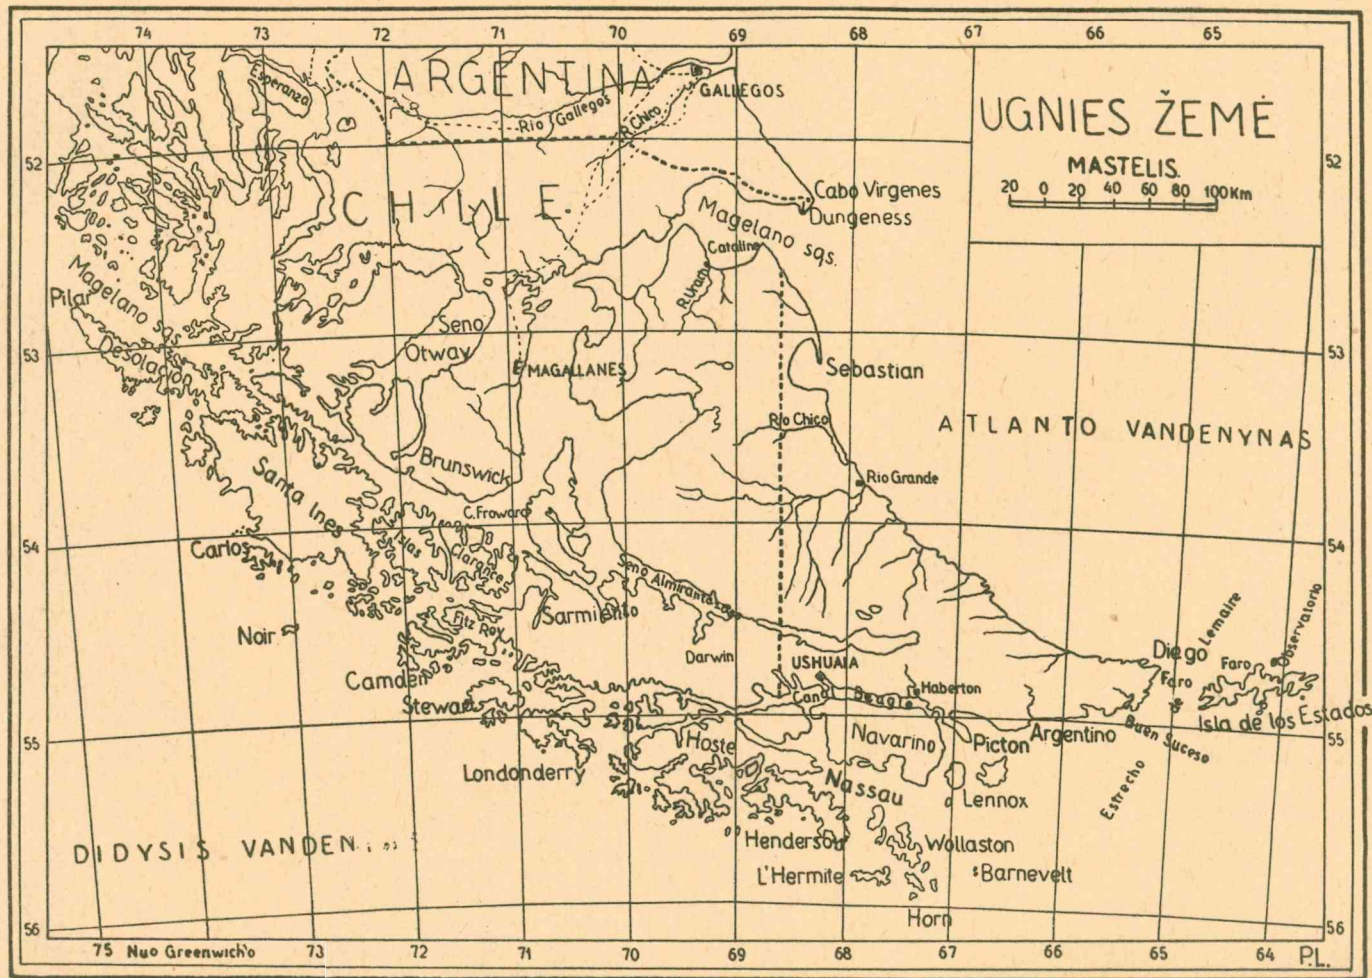 74 73 72 71 70 69 68 67 66 65
ARGENTINA
Esperanza
GALLEGOS
Rio Gallegos
R. Chico
UGNIES ŽEMĖ
MASTELIS.
20 0 20 40 60 80 100 Km
52
52
CHILE
Cabo Virgenes
Dungeness
Magelano sqs.
Catalina
Magelano sqs.
Pilar
Seno
Otway
53
53
Desolación
MAGALLANES
Sebastian
Rio Chico
ATLANTO VANDENYNAS
Brunswick
Rio Grande
Santa Ines
C. Froward
54
54
Carlos
Islas
Clarances
Seno Almirantazgo
Sarmiento
Noir
Fitz Roy
Darwin
USHUAIA
Diego
Lemaire
Observatorio
Faro
Faro
de
Camden
Haberton
Canal Beagle
Isla de los Estados
Stewart
55
55
Hoste
Navarino
Picton
Argentino
Buen Suceso
Londonderry
Nassau
Lennox
Estrecho
Henderson
Wollaston
DIDYSIS
L'Hermite
Barnevelt
Horn
56
56
75 Nuo Greenwich'o 73 72 71 70 69 68 67 66 65 64 P.L.